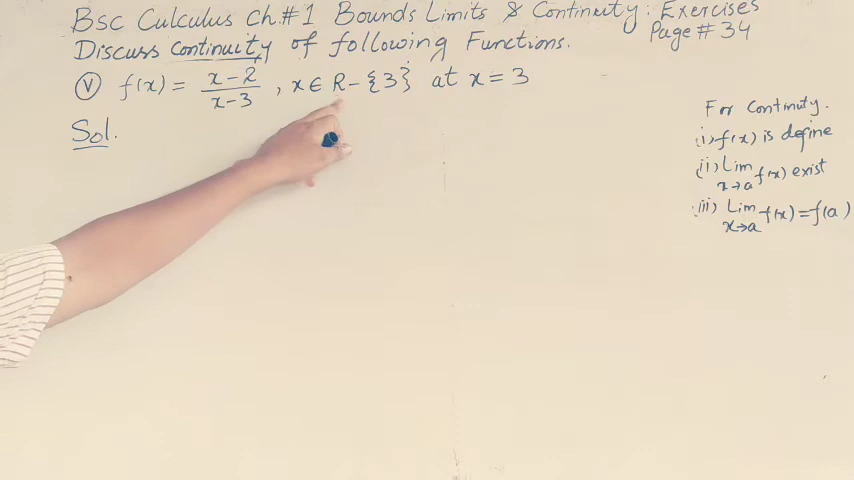 Bsc Calculus Ch.#1 Bounds Limits & Continuity. Exercises
Page # 34
Discuss continuity of following Functions.
(V) f(x) = (x-2)/(x-3) , x ∈ R - {3} at x = 3
Sol.
For Continuty.
(i) f(x) is define
(ii) Lim x→a f(x) exist
(iii) Lim x→a f(x) = f(a)